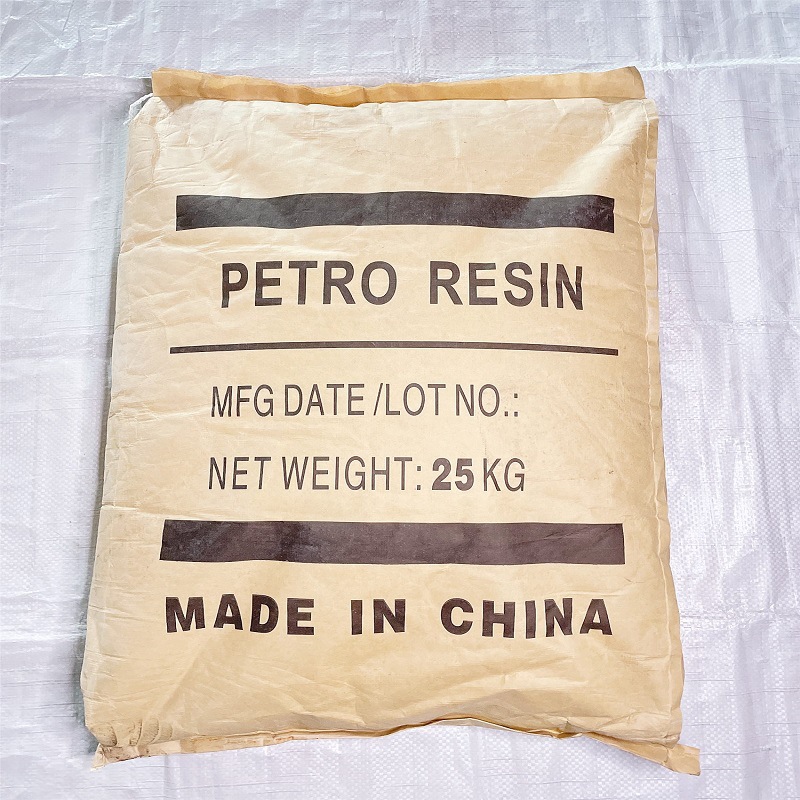 PETRO RESIN
MFG DATE /LOT NO.:
NET WEIGHT: 25 KG
MADE IN CHINA